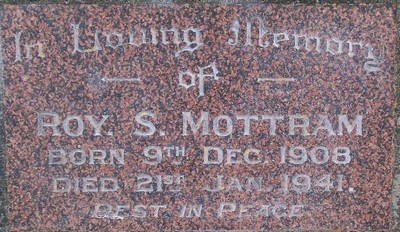 In Loving Memory
of
ROY. S. MOTTRAM
BORN 9TH DEC. 1908
DIED 21ST JAN. 1941.
REST IN PEACE